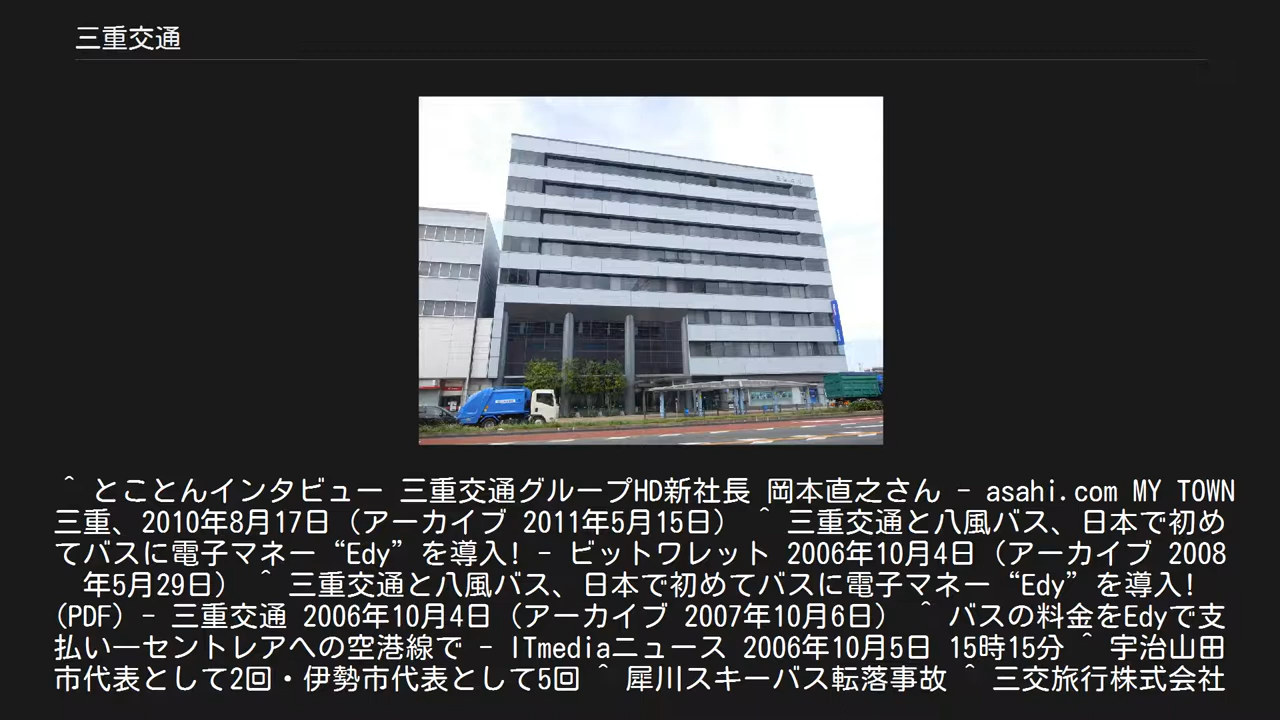 三重交通
^ とことんインタビュー 三重交通グループHD新社長 岡本直之さん - asahi.com MY TOWN
三重、2010年8月17日（アーカイブ 2011年5月15日） ^ 三重交通と八風バス、日本で初め
てバスに電子マネー“Edy”を導入! - ビットワレット 2006年10月4日（アーカイブ 2008
年5月29日） ^ 三重交通と八風バス、日本で初めてバスに電子マネー“Edy”を導入!
(PDF) - 三重交通 2006年10月4日（アーカイブ 2007年10月6日） ^ バスの料金をEdyで支
払い―セントレアへの空港線で - ITmediaニュース 2006年10月5日 15時15分 ^ 宇治山田
市代表として2回・伊勢市代表として5回 ^ 犀川スキーバス転落事故 ^ 三交旅行株式会社